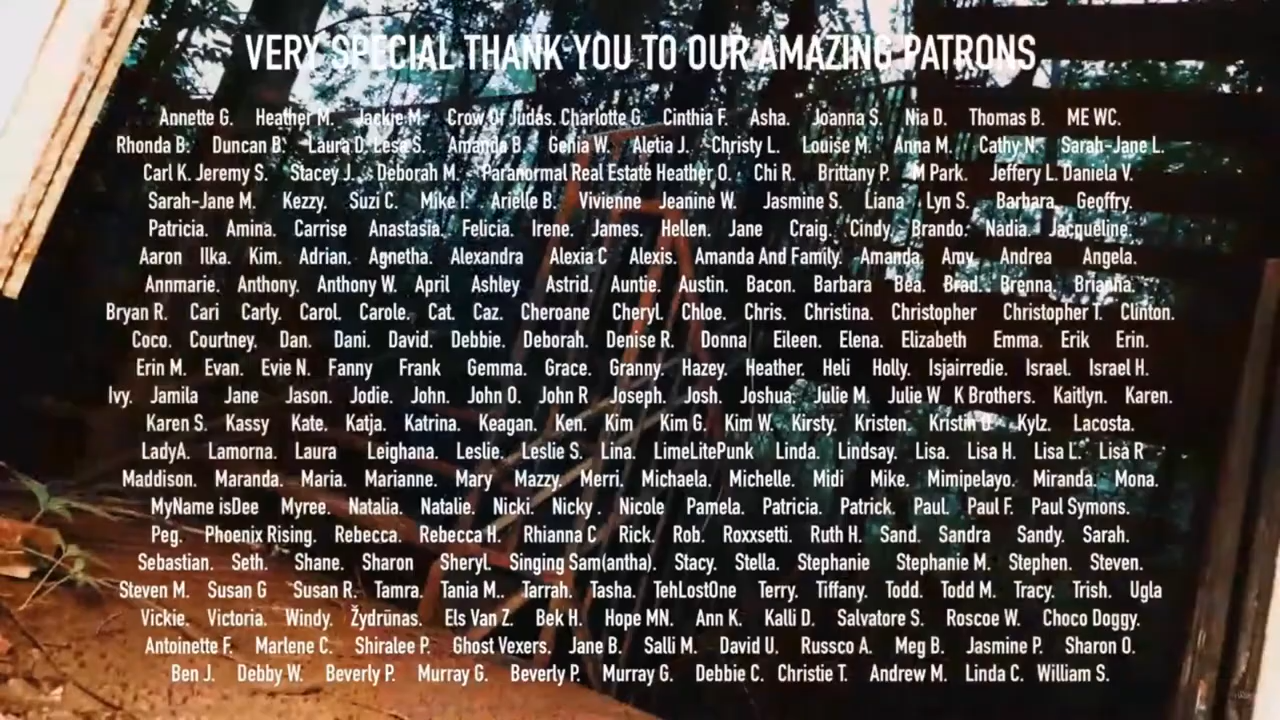 VERY SPECIAL THANK YOU TO OUR AMAZING PATRONS
Annette G. Heather M. Jackie M. Crow Of Judas. Charlotte G. Cinthia F. Asha. Joanna S. Nia D. Thomas B. ME WC.
Rhonda B. Duncan B. Laura D. Lesa S. Amanda B. Genia W. Aletia J. Christy L. Louise M. Anna M. Cathy N. Sarah-Jane L.
Carl K. Jeremy S. Stacey J. Deborah M. Paranormal Real Estate Heather O. Chi R. Brittany P. M Park. Jeffery L. Daniela V.
Sarah-Jane M. Kezzy. Suzi C. Mike I. Arielle B. Vivienne Jeanine W. Jasmine S. Liana Lyn S. Barbara. Geoffry.
Patricia. Amina. Carrise Anastasia. Felicia. Irene. James. Hellen. Jane Craig. Cindy. Brando. Nadia. Jacqueline.
Aaron Ilka. Kim. Adrian. Agnetha. Alexandra Alexia C Alexis. Amanda And Family. Amanda. Amy. Andrea Angela.
Annmarie. Anthony. Anthony W. April Ashley Astrid. Auntie. Austin. Bacon. Barbara Bea. Brad. Brenna. Brianna.
Bryan R. Cari Carly. Carol. Carole. Cat. Caz. Cheroane Cheryl. Chloe. Chris. Christina. Christopher Christopher T. Clinton.
Coco. Courtney. Dan. Dani. David. Debbie. Deborah. Denise R. Donna Eileen. Elena. Elizabeth Emma. Erik Erin.
Erin M. Evan. Evie N. Fanny Frank Gemma. Grace. Granny. Hazey. Heather. Heli Holly. Isjairredie. Israel. Israel H.
Ivy. Jamila Jane Jason. Jodie. John. John O. John R Joseph. Josh. Joshua. Julie M. Julie W K Brothers. Kaitlyn. Karen.
Karen S. Kassy Kate. Katja. Katrina. Keagan. Ken. Kim Kim G. Kim W. Kirsty. Kristen. Kristin D Kylz. Lacosta.
LadyA. Lamorna. Laura Leighana. Leslie. Leslie S. Lina. LimeLitePunk Linda. Lindsay. Lisa. Lisa H. Lisa L. Lisa R
Maddison. Maranda. Maria. Marianne. Mary Mazzy. Merri. Michaela. Michelle. Midi Mike. Mimipelayo. Miranda. Mona.
MyName isDee Myree. Natalia. Natalie. Nicki. Nicky . Nicole Pamela. Patricia. Patrick. Paul. Paul F. Paul Symons.
Peg. Phoenix Rising. Rebecca. Rebecca H. Rhianna C Rick. Rob. Roxxsetti. Ruth H. Sand. Sandra Sandy. Sarah.
Sebastian. Seth. Shane. Sharon Sheryl. Singing Sam(antha). Stacy. Stella. Stephanie Stephanie M. Stephen. Steven.
Steven M. Susan G Susan R. Tamra. Tania M.. Tarrah. Tasha. TehLostOne Terry. Tiffany. Todd. Todd M. Tracy. Trish. Ugla
Vickie. Victoria. Windy. Žydrūnas. Els Van Z. Bek H. Hope MN. Ann K. Kalli D. Salvatore S. Roscoe W. Choco Doggy.
Antoinette F. Marlene C. Shiralee P. Ghost Vexers. Jane B. Salli M. David U. Russco A. Meg B. Jasmine P. Sharon O.
Ben J. Debby W. Beverly P. Murray G. Beverly P. Murray G. Debbie C. Christie T. Andrew M. Linda C. William S.